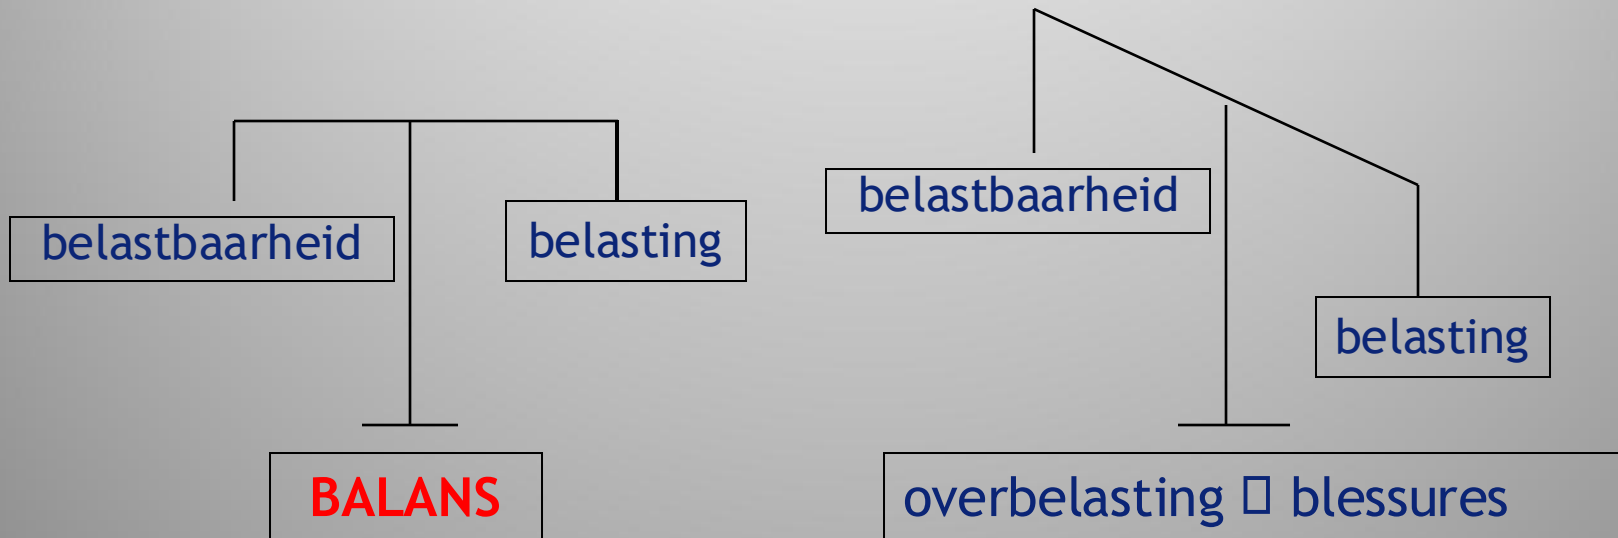 belastbaarheid
belasting
BALANS
belastbaarheid
belasting
overbelasting  blessures